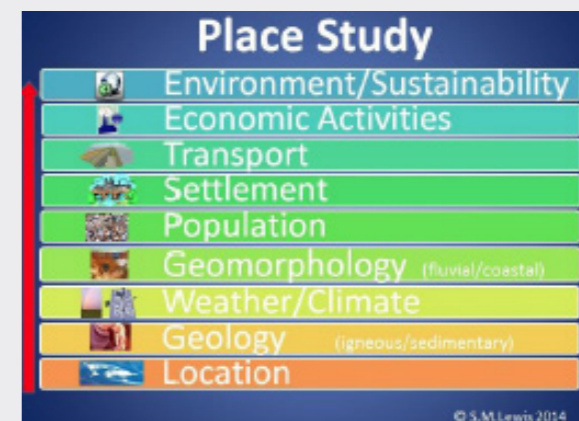 Place Study
Environment/Sustainability
Economic Activities
Transport
Settlement
Population
Geomorphology (fluvial/coastal)
Weather/Climate
Geology (igneous/sedimentary)
Location
© S.M.Lewis 2014